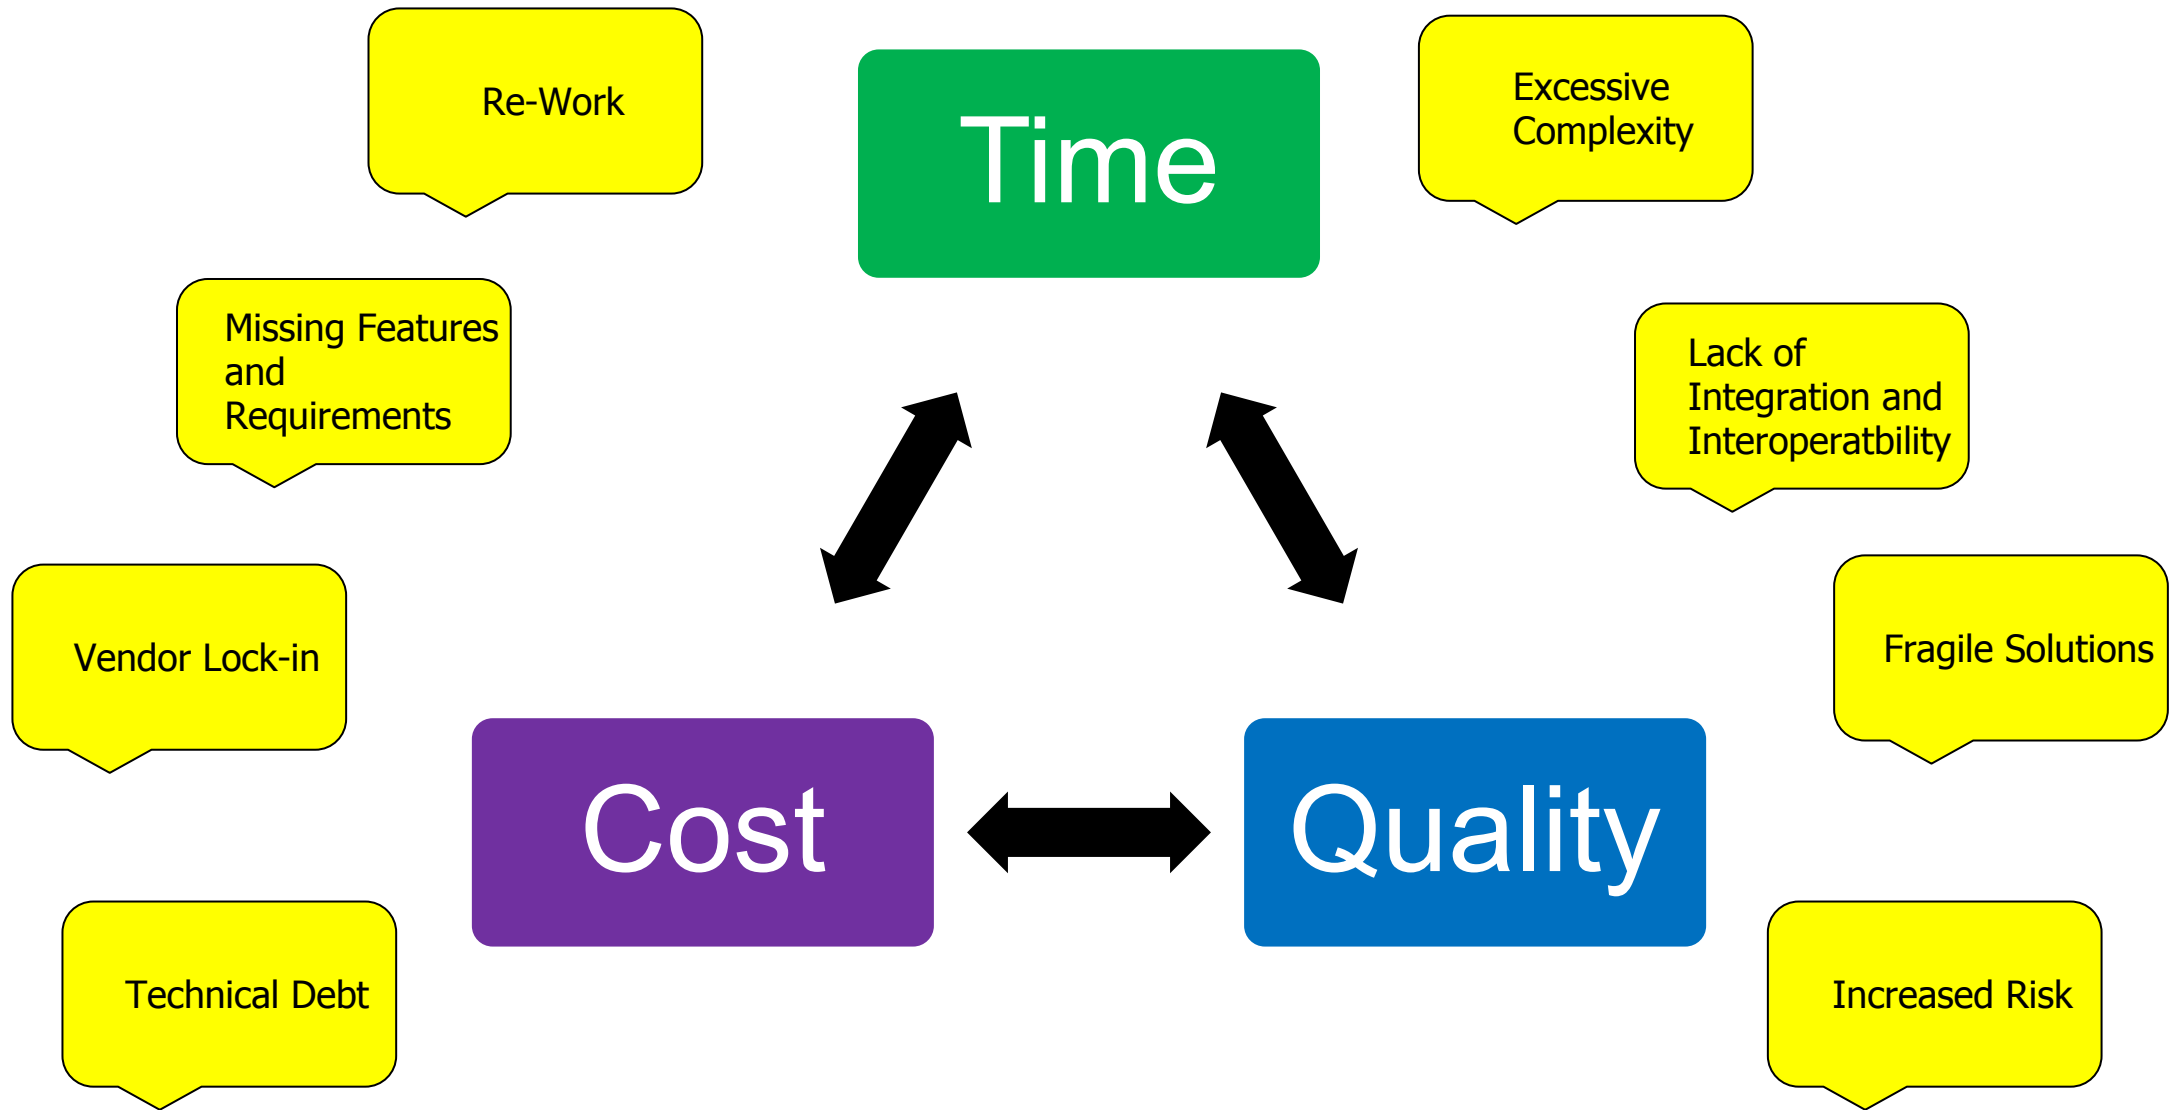 Re-Work
Time
Excessive
Complexity
Missing Features
and
Requirements
Lack of
Integration and
Interoperatbility
Vendor Lock-in
Fragile Solutions
Cost
Quality
Technical Debt
Increased Risk